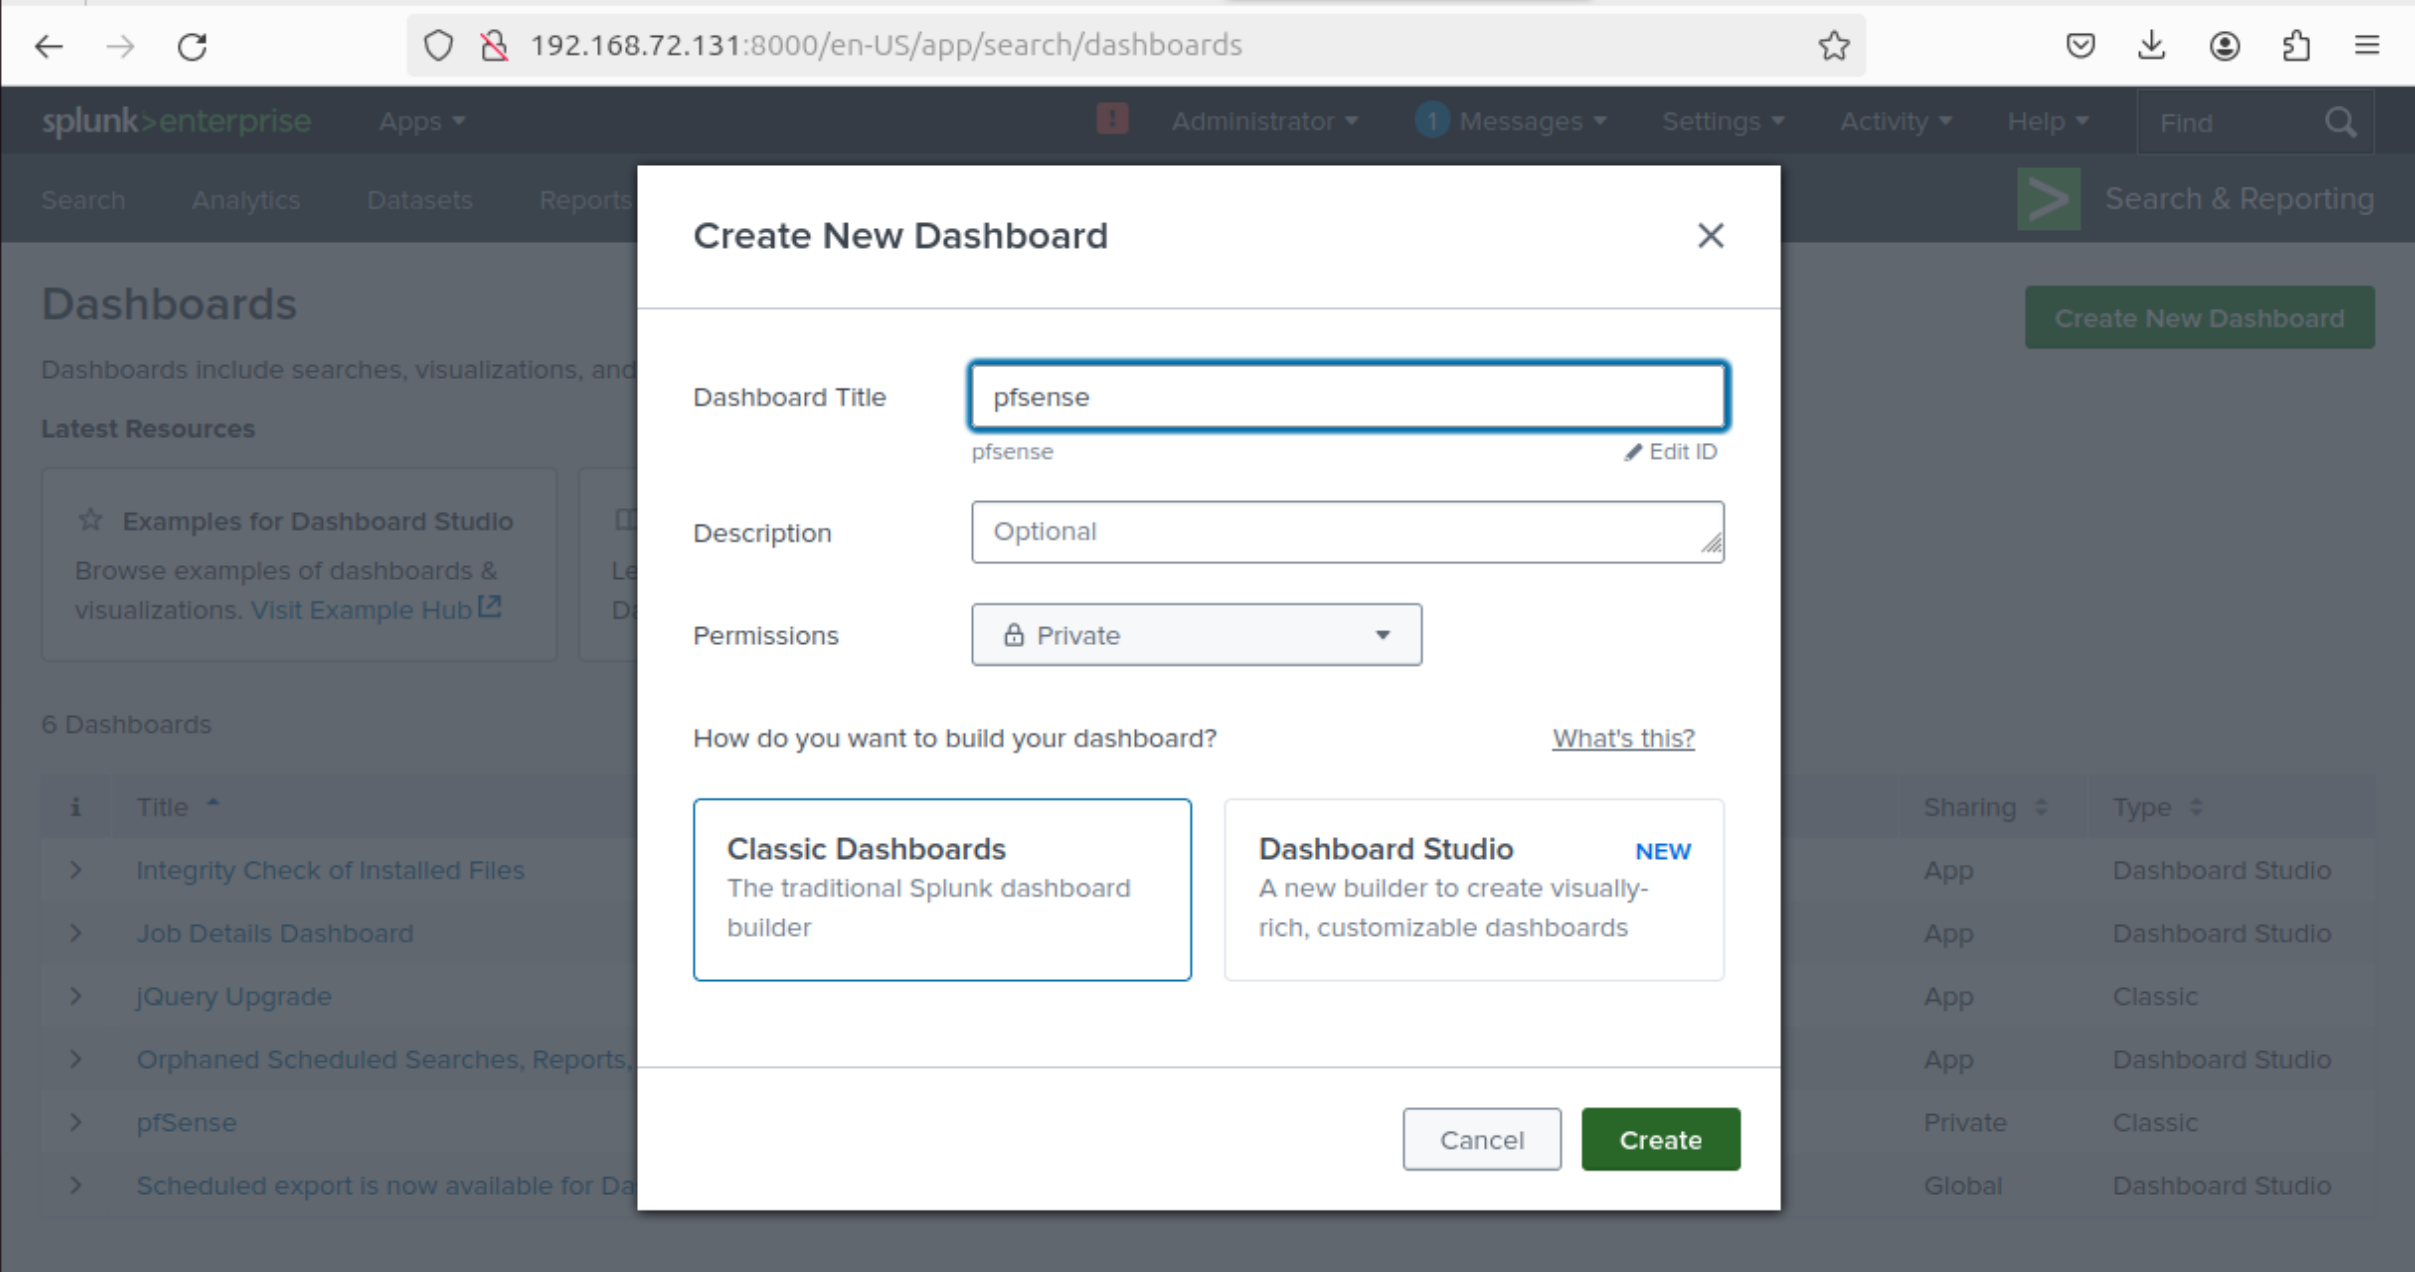 192.168.72.131:8000/en-US/app/search/dashboards
splunk>enterprise Apps
! Administrator 1 Messages Settings Activity Help Find
Search Analytics Datasets Reports
Search & Reporting
Create New Dashboard
Dashboards
Create New Dashboard
Dashboards include searches, visualizations, and
Latest Resources
Examples for Dashboard Studio
Browse examples of dashboards &
visualizations. Visit Example Hub
Le
Da
Dashboard Title pfsense
pfsense Edit ID
Description Optional
Permissions Private
How do you want to build your dashboard? What's this?
Classic Dashboards
The traditional Splunk dashboard
builder
Dashboard Studio NEW
A new builder to create visually-
rich, customizable dashboards
Cancel Create
6 Dashboards
i Title Sharing Type
Integrity Check of Installed Files App Dashboard Studio
Job Details Dashboard App Dashboard Studio
jQuery Upgrade App Classic
Orphaned Scheduled Searches, Reports, App Dashboard Studio
pfSense Private Classic
Scheduled export is now available for Da Global Dashboard Studio